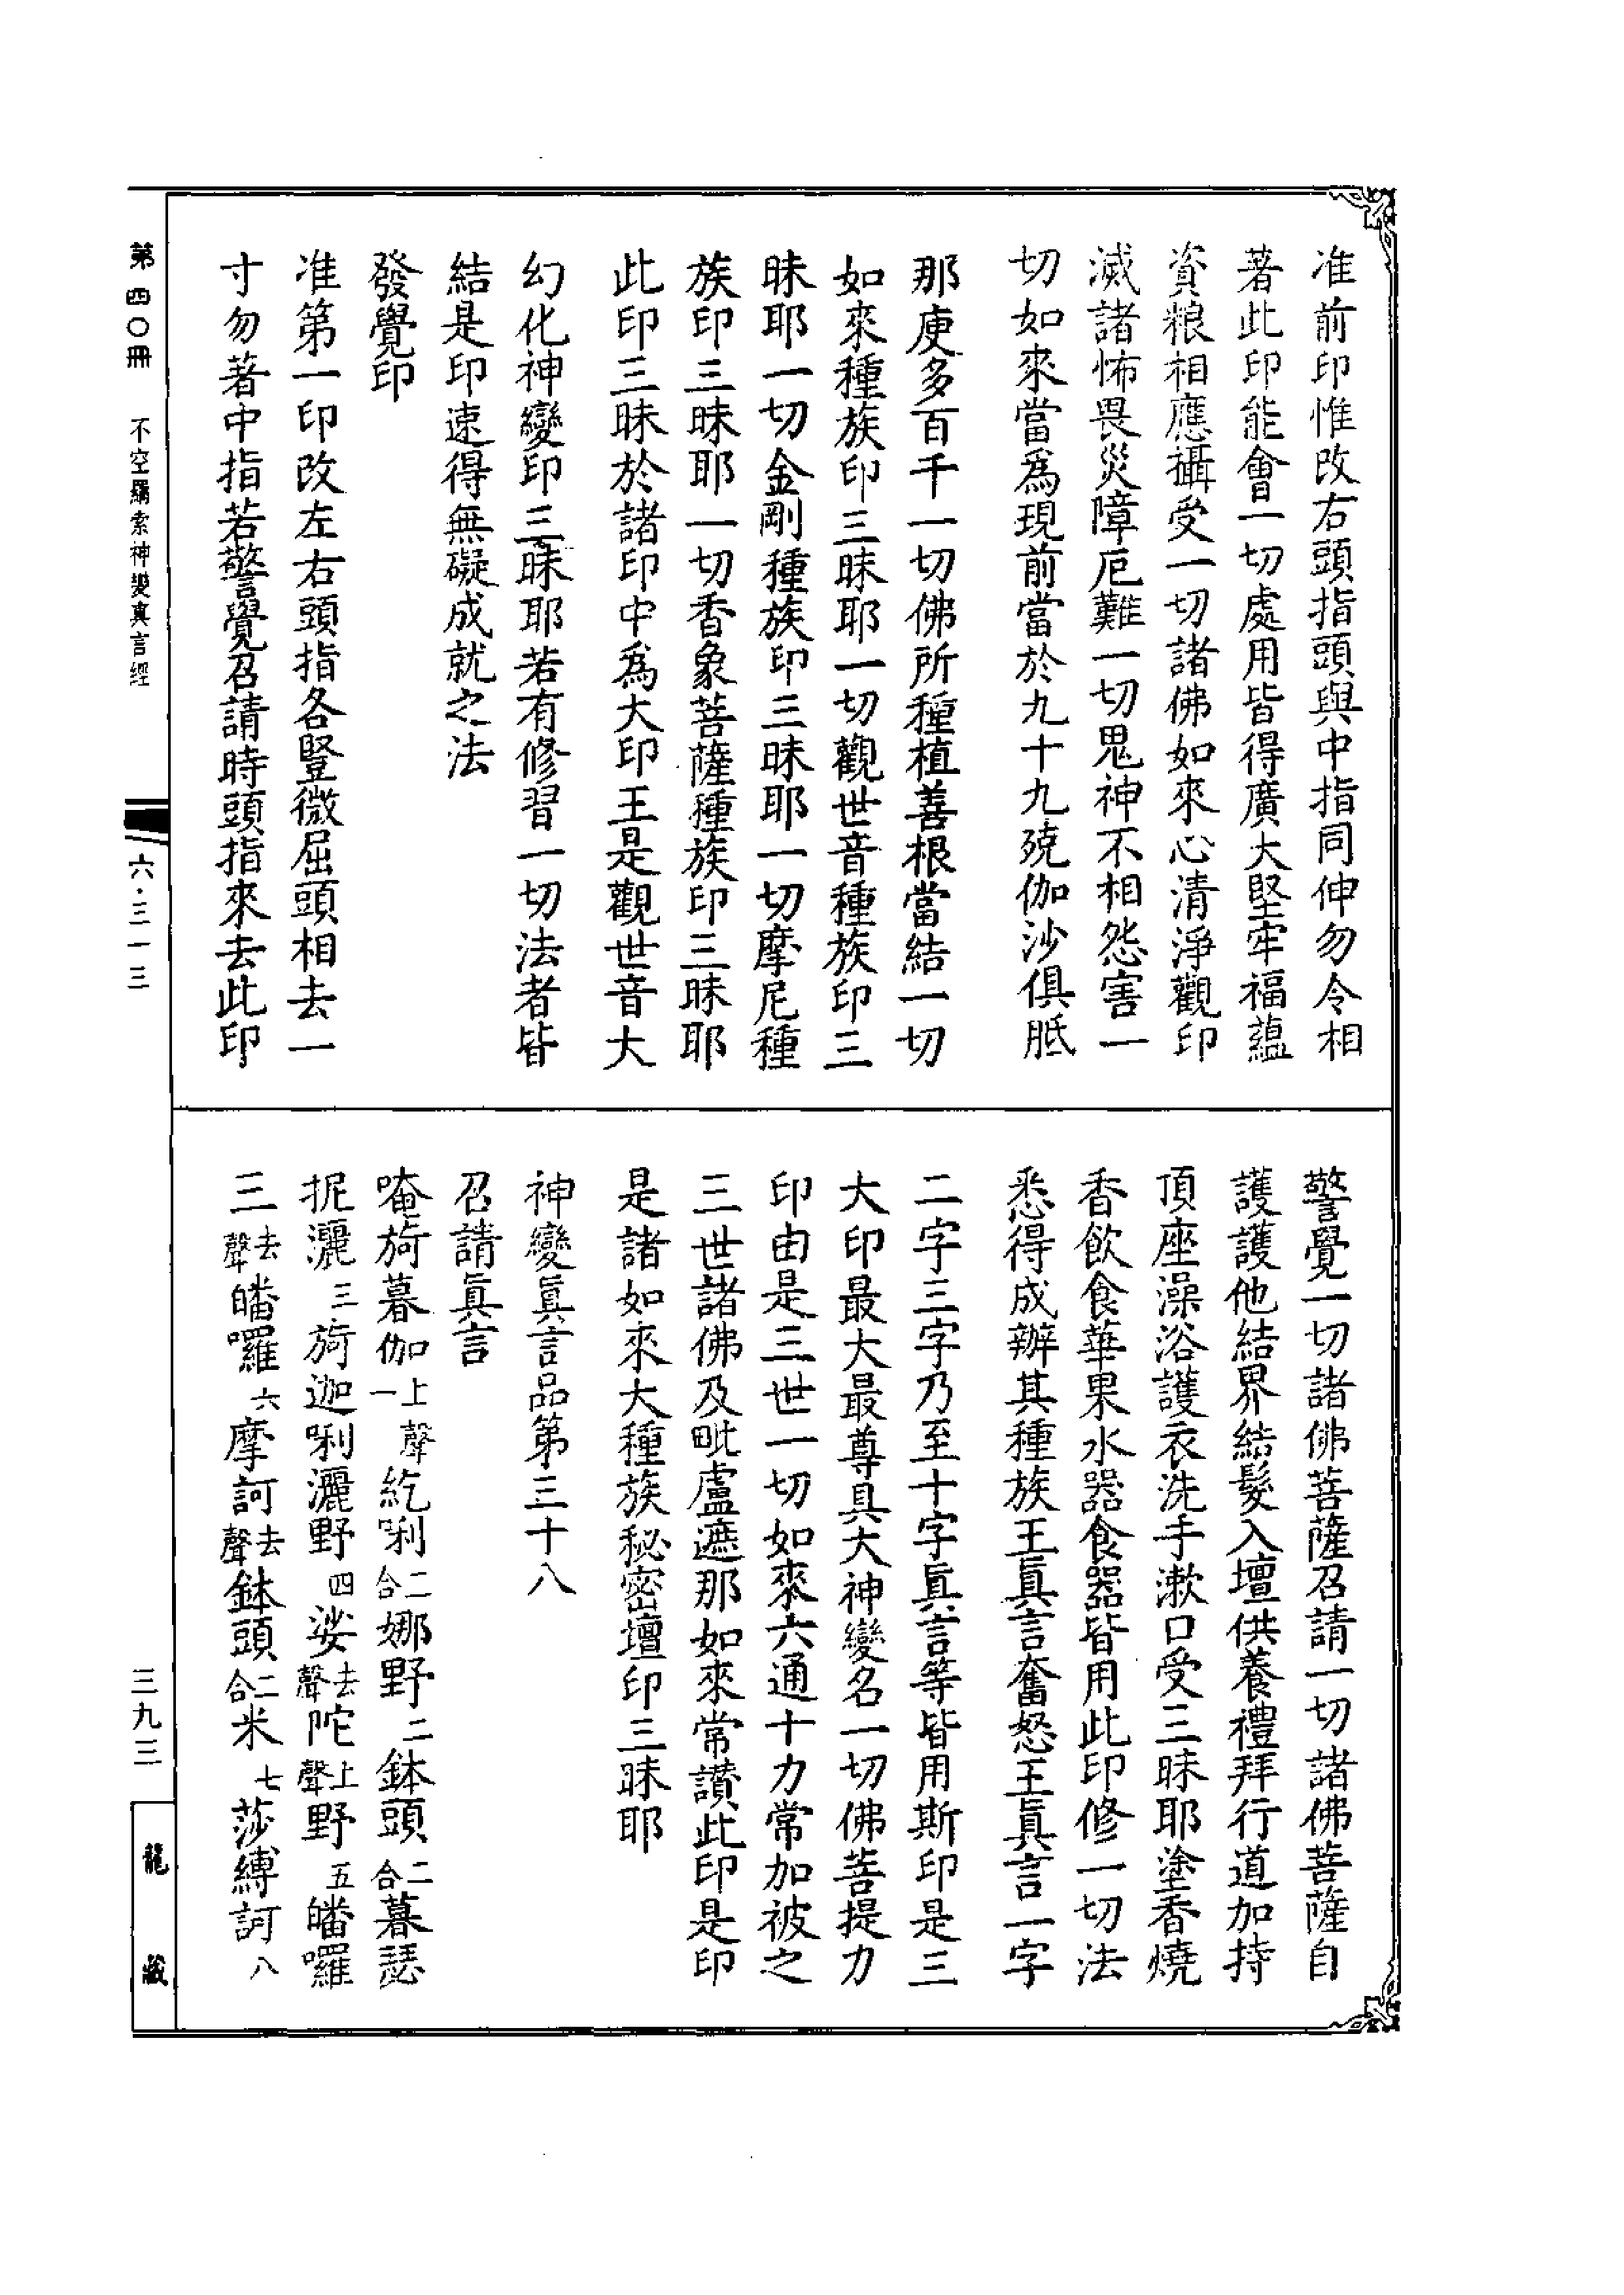 准前印惟改右頭指頭與中指同伸勿令相
著此印能會一切處用皆得廣大堅牢福蘊
資粮相應攝受一切諸佛如來心清淨觀印
滅諸怖畏災障厄難一切鬼神不相怨害一
切如來當爲現前當於九十九殑伽沙俱胝
那庾多百千一切佛所種植善根當結一切
如來種族印三昧耶一切觀世音種族印三
昧耶一切金剛種族印三昧耶一切摩尼種
族印三昧耶一切香象菩薩種族印三昧耶
此印三昧於諸印中爲大印王是觀世音大
幻化神變印三昧耶若有修習一切法者皆
結是印速得無礙成就之法
發覺印
准第一印改左右頭指各豎微屈頭相去一
寸勿著中指若警覺召請時頭指來去此印
警覺一切諸佛菩薩召請一切諸佛菩薩自
護護他結界結髮入壇供養禮拜行道加持
頂座澡浴護衣洗手漱口受三昧耶塗香燒
香飲食華果水器食器皆用此印修一切法
悉得成辦其種族王真言奮怒王真言一字
二字三字乃至十字真言等皆用斯印是三
大印最大最尊具大神變名一切佛菩提力
印由是三世一切如來六通十力常加被之
三世諸佛及毗盧遮那如來常讚此印是印
是諸如來大種族秘密壇印三昧耶
神變真言品第三十八
召請真言
唵旖暮伽上聲一紇唎二合娜野二鉢頭二合暮瑟
抳灑三旖迦唎灑野四娑去聲陀上聲野五皤囉
三去聲皤囉六摩訶去聲鉢頭二合米七莎縛訶八
第四〇冊 不空羂索神變真言經
六·三一三
三九三
龍藏